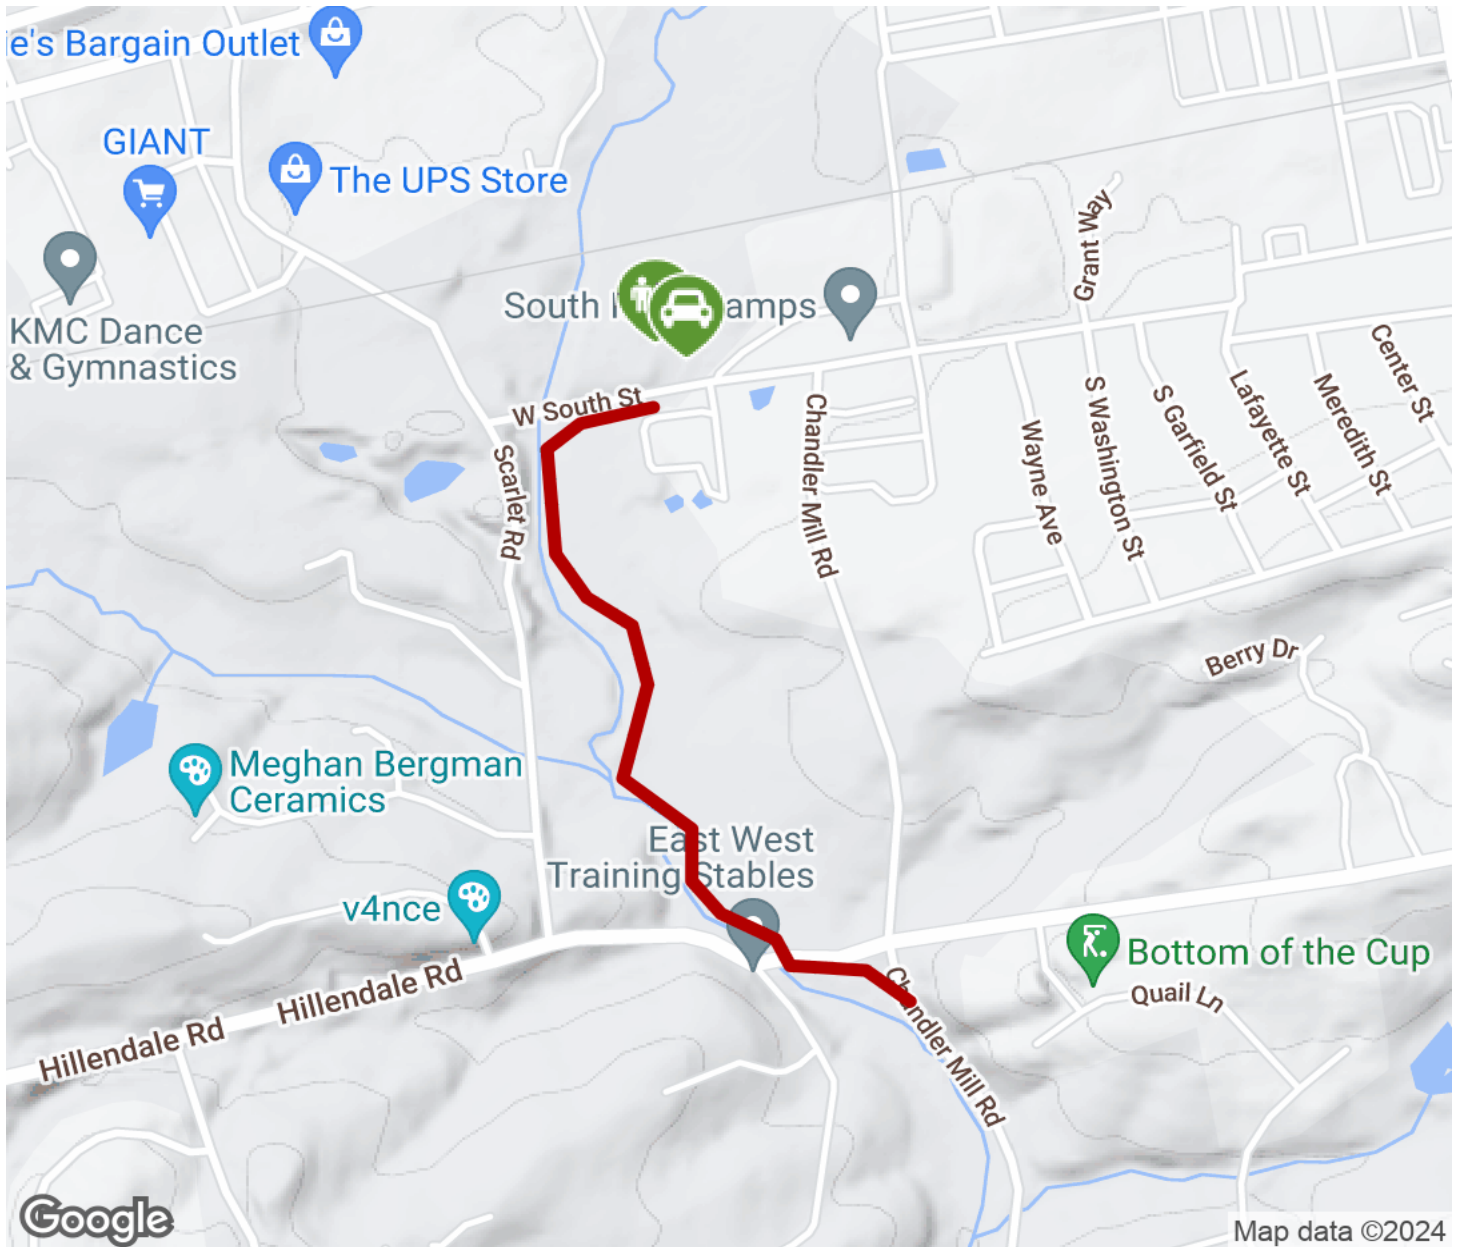 ie's Bargain Outlet
GIANT
The UPS Store
KMC Dance
& Gymnastics
South
amps
W South St
Scarlet Rd
Chandler Mill Rd
Grant Way
Wayne Ave
S Washington St
S Garfield St
Lafayette St
Meredith St
Center St
Berry Dr
Meghan Bergman
Ceramics
East West
Training Stables
v4nce
Hillendale Rd
Hillendale Rd
Chandler Mill Rd
Bottom of the Cup
Quail Ln
Google
Map data ©2024